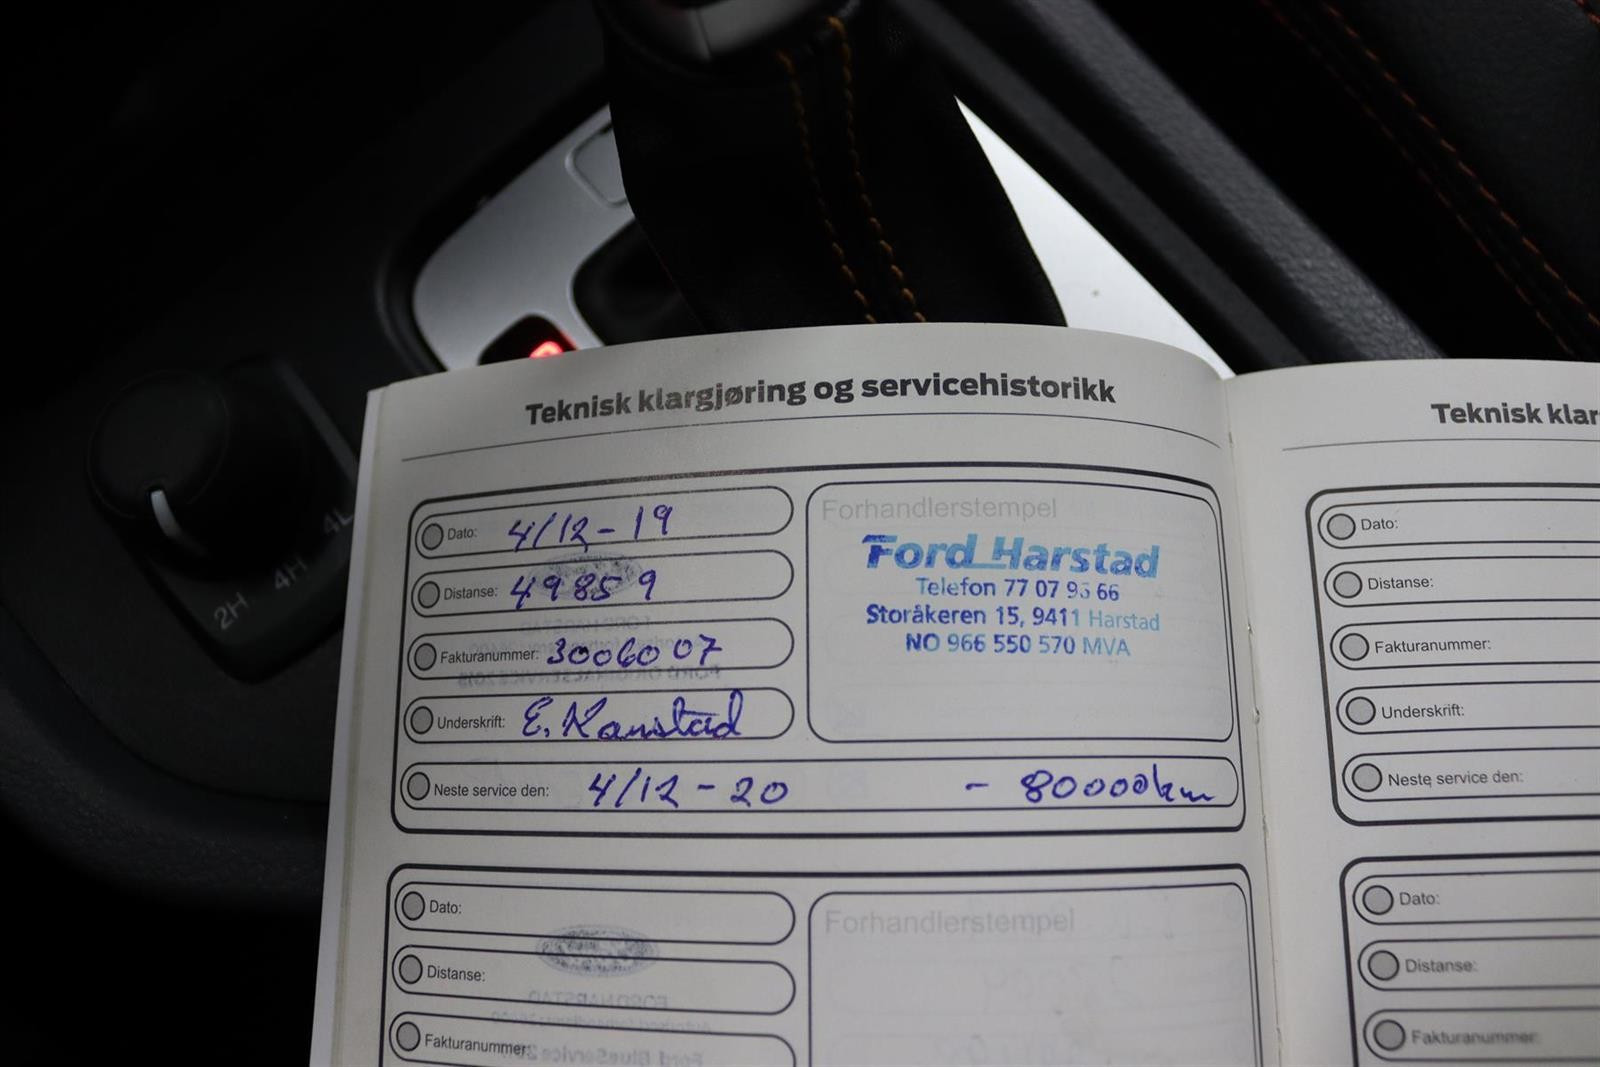 4L
4H
2H
Teknisk klargjøring og servicehistorikk
Dato: 4/12-19
Distanse: 49859
Fakturanummer: 3006007
Underskrift: E. Kanstad
Neste service den: 4/12-20 - 80000km
Forhandlerstempel
Ford Harstad
Telefon 77 07 96 66
Storåkeren 15, 9411 Harstad
NO 966 550 570 MVA
Dato:
Distanse:
Fakturanummer:
Forhandlerstempel
Teknisk klar
Dato:
Distanse:
Fakturanummer:
Underskrift:
Neste service den:
Dato:
Distanse:
Fakturanummer: